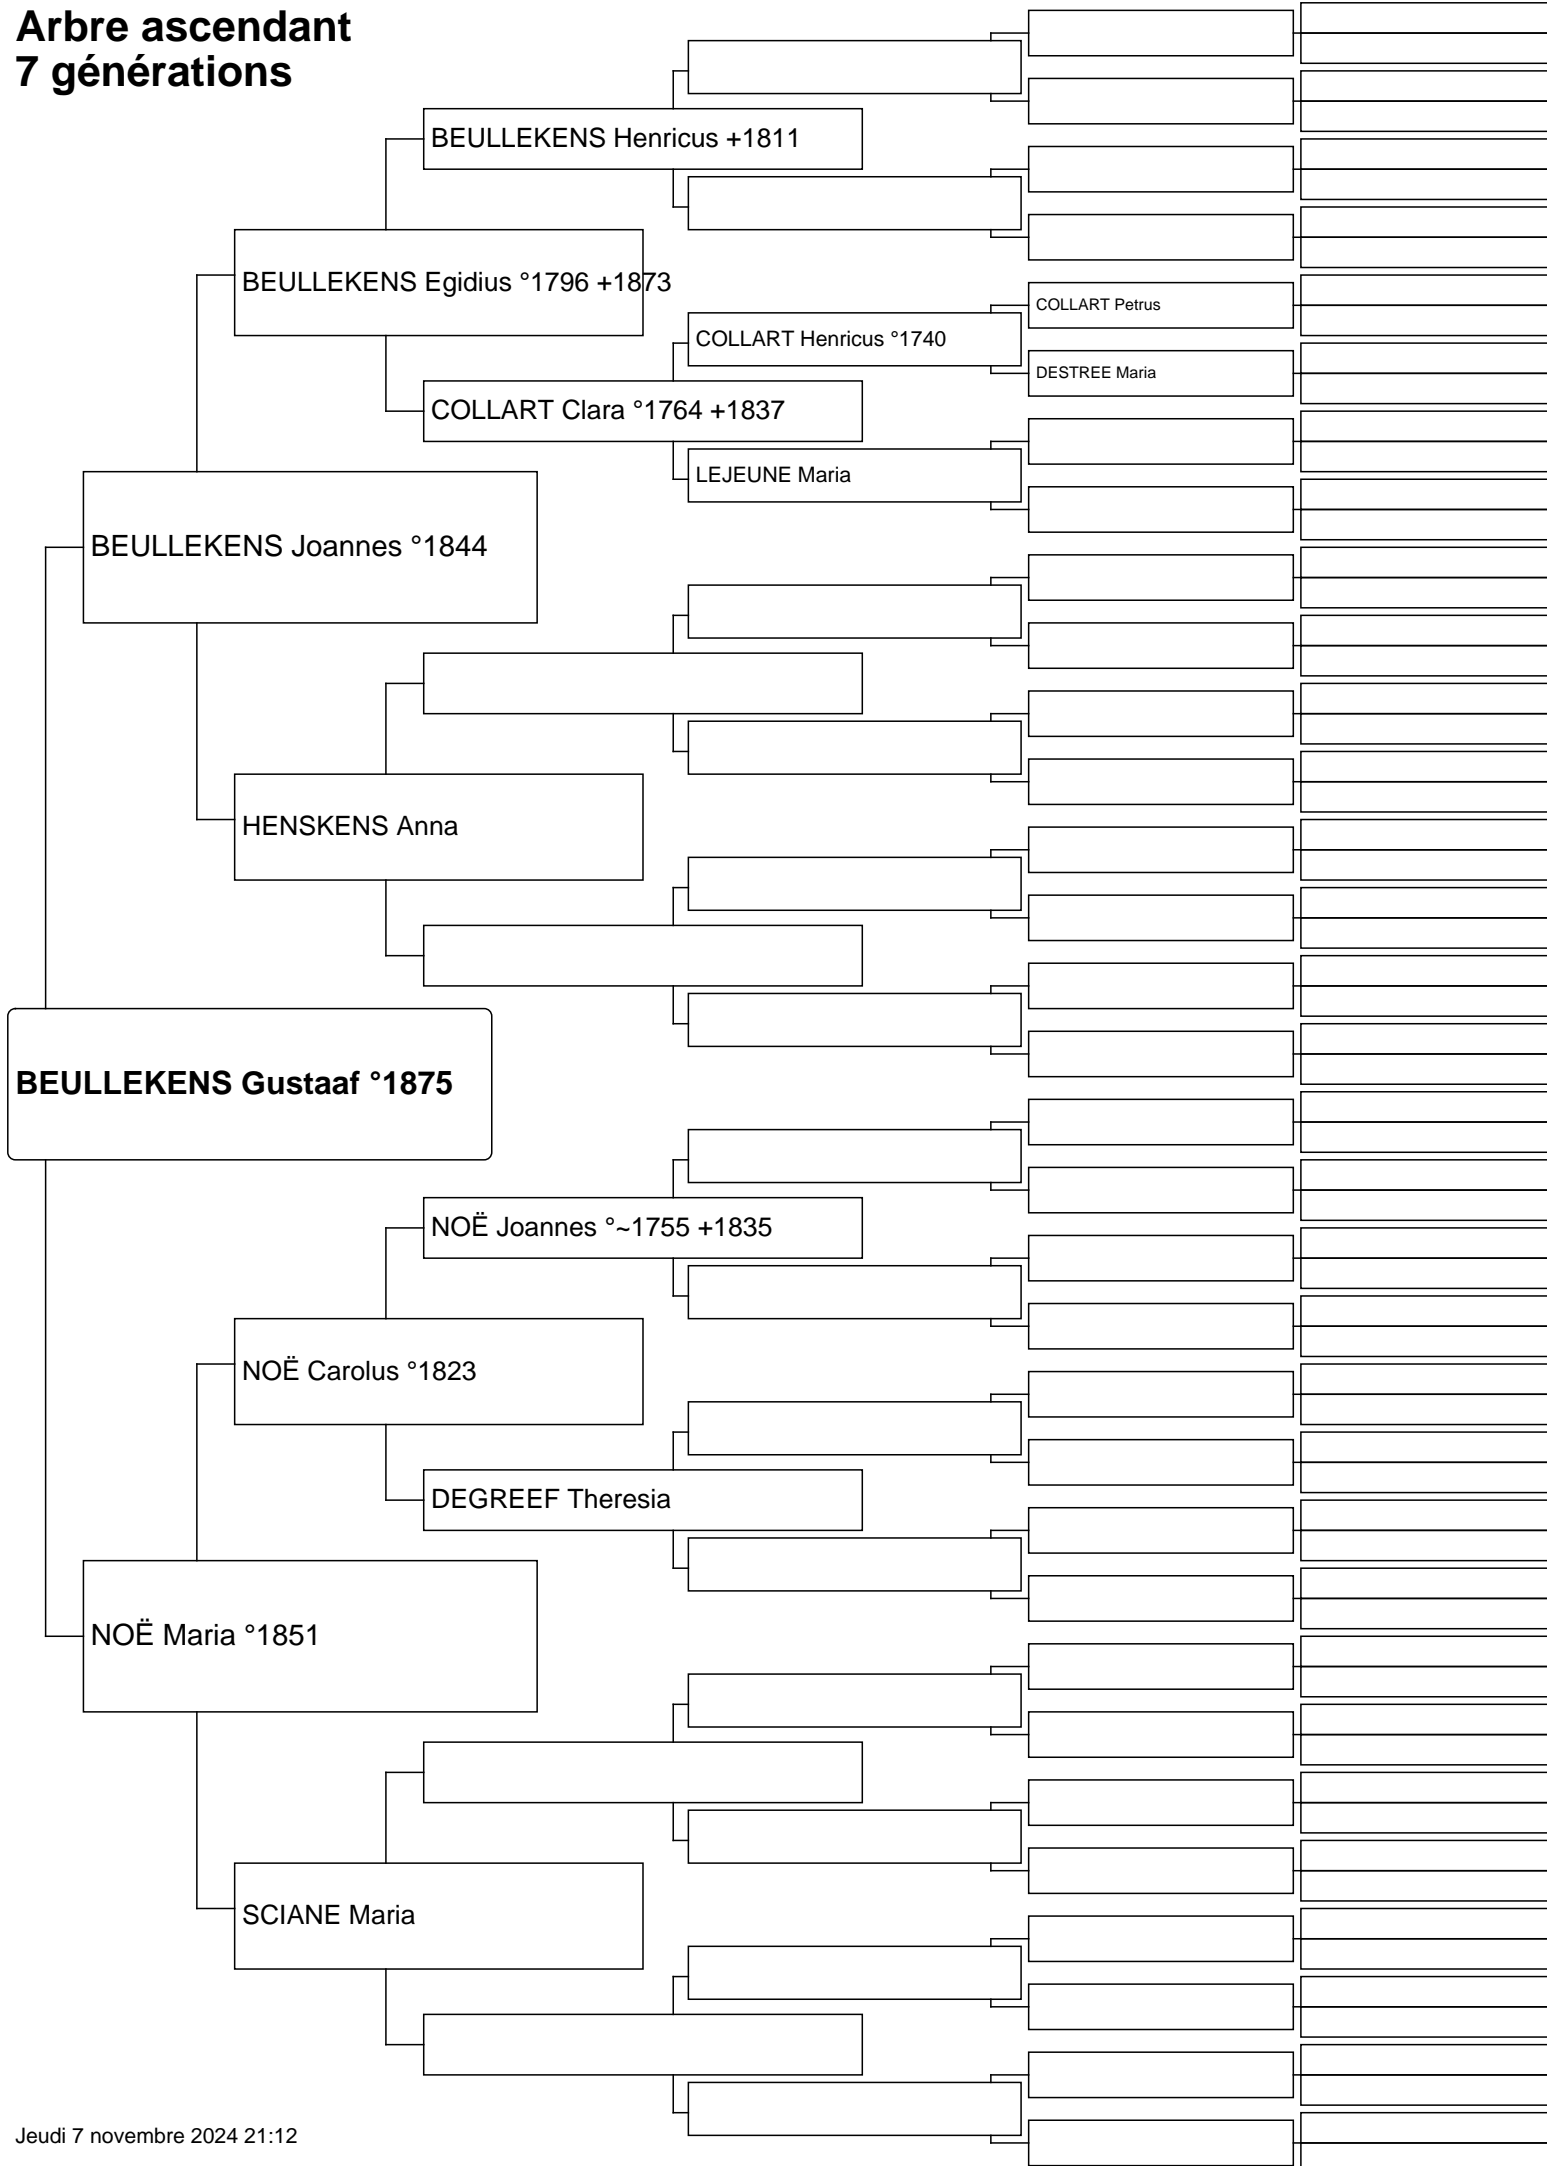 Arbre ascendant
7 générations
BEULLEKENS Henricus +1811
BEULLEKENS Egidius °1796 +1873
COLLART Petrus
COLLART Henricus °1740
DESTREE Maria
COLLART Clara °1764 +1837
LEJEUNE Maria
BEULLEKENS Joannes °1844
HENSKENS Anna
BEULLEKENS Gustaaf °1875
NOË Joannes °~1755 +1835
NOË Carolus °1823
DEGREEF Theresia
NOË Maria °1851
SCIANE Maria
Jeudi 7 novembre 2024 21:12